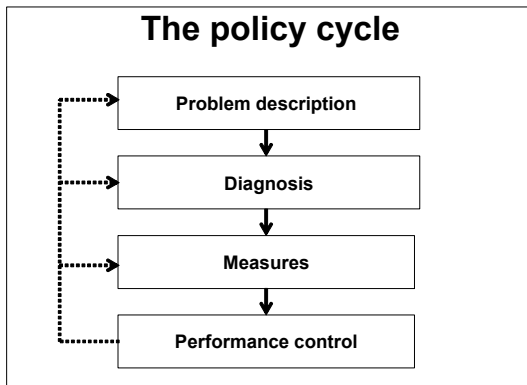 The policy cycle
Problem description
Diagnosis
Measures
Performance control